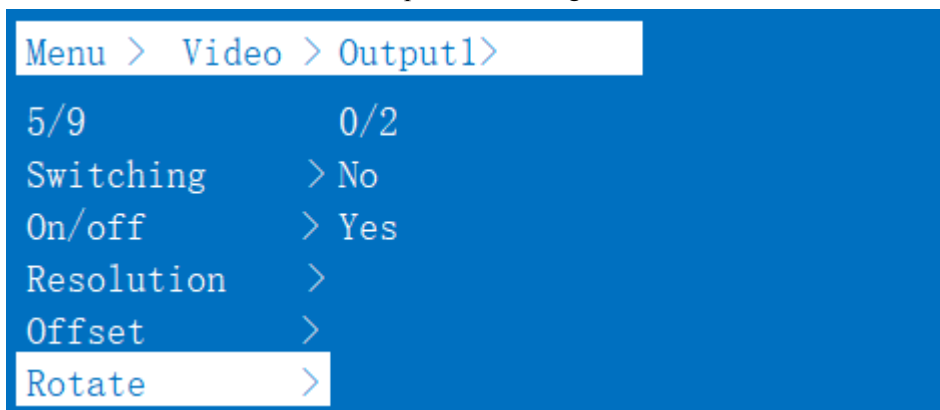 Menu > Video > Output1>
5/9 0/2
Switching > No
On/off > Yes
Resolution >
Offset >
Rotate >